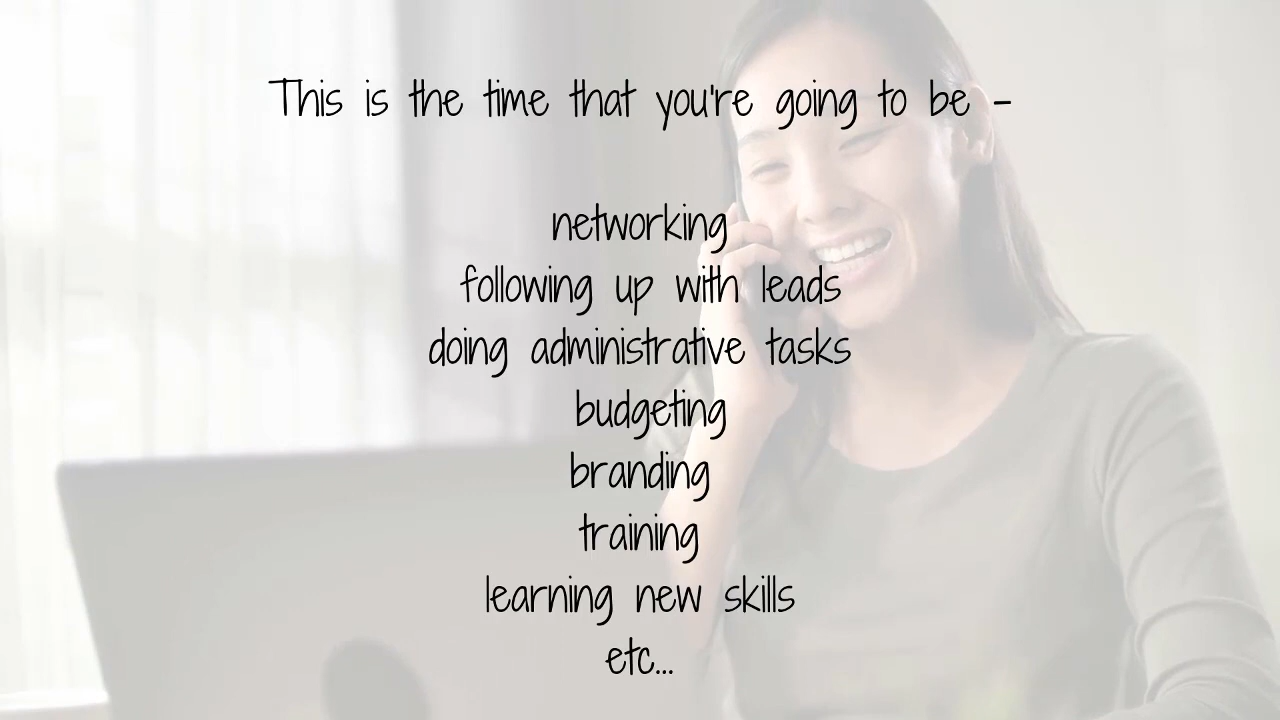 This is the time that you're going to be -
networking
following up with leads
doing administrative tasks
budgeting
branding
training
learning new skills
etc...